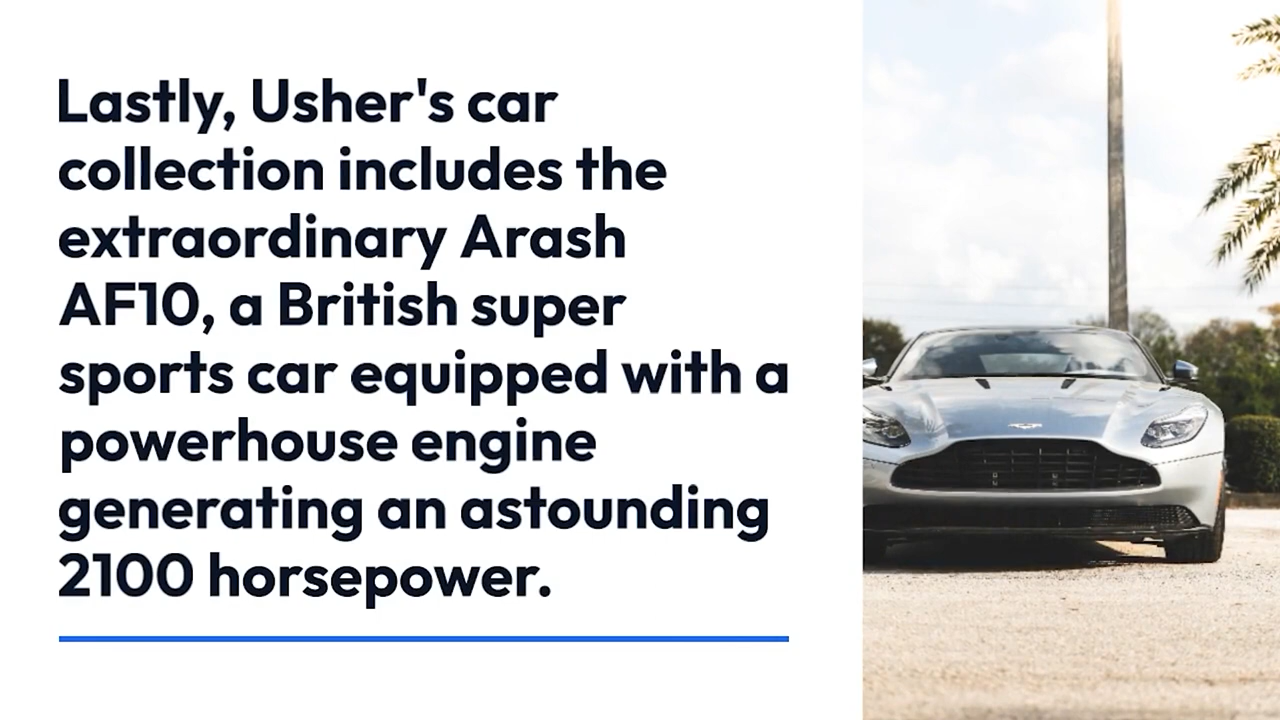 Lastly, Usher's car
collection includes the
extraordinary Arash
AF10, a British super
sports car equipped with a
powerhouse engine
generating an astounding
2100 horsepower.